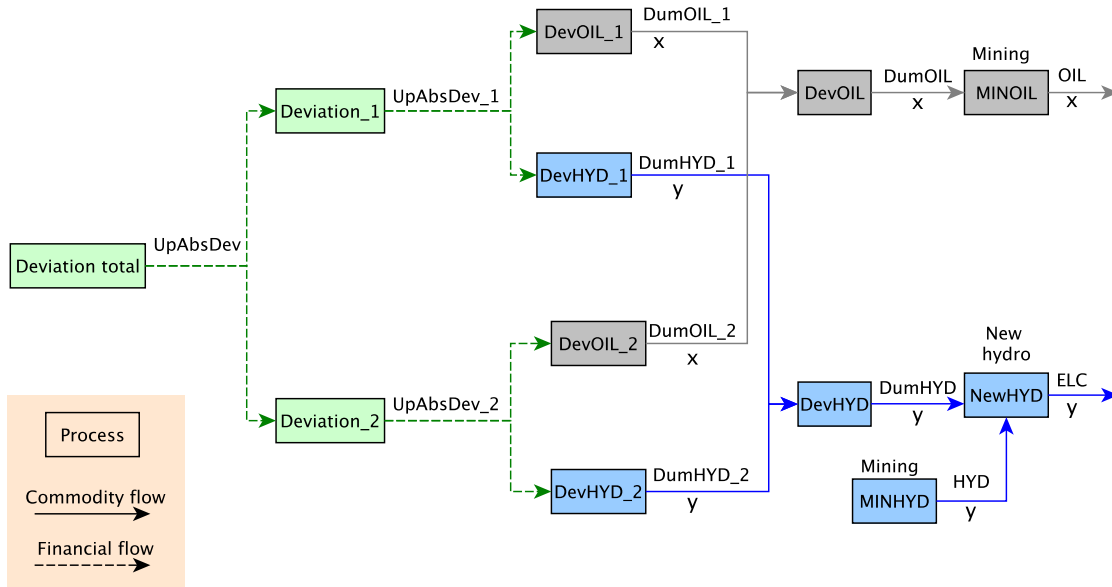 DumOIL_1
DevOIL_1
x
Mining
DumOIL
OIL
DevOIL
MINOIL
x
x
UpAbsDev_1
Deviation_1
DumHYD_1
DevHYD_1
y
UpAbsDev
Deviation total
DumOIL_2
DevOIL_2
x
New
hydro
UpAbsDev_2
Deviation_2
DumHYD
ELC
DevHYD
NewHYD
y
y
DumHYD_2
DevHYD_2
y
Mining
HYD
MINHYD
y
Process
Commodity flow
Financial flow